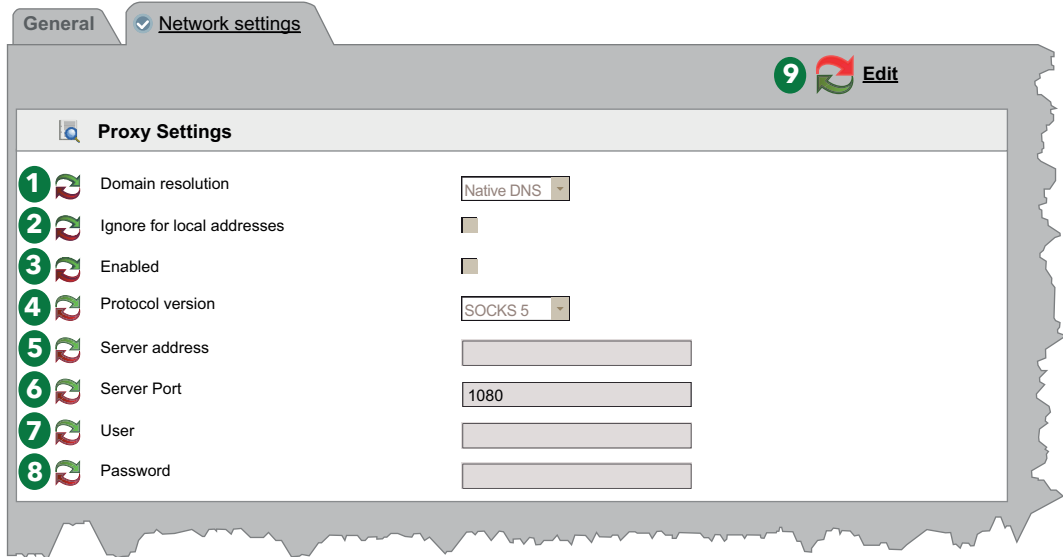 General
Network settings
9 Edit
Proxy Settings
1 Domain resolution Native DNS
2 Ignore for local addresses
3 Enabled
4 Protocol version SOCKS 5
5 Server address
6 Server Port 1080
7 User
8 Password